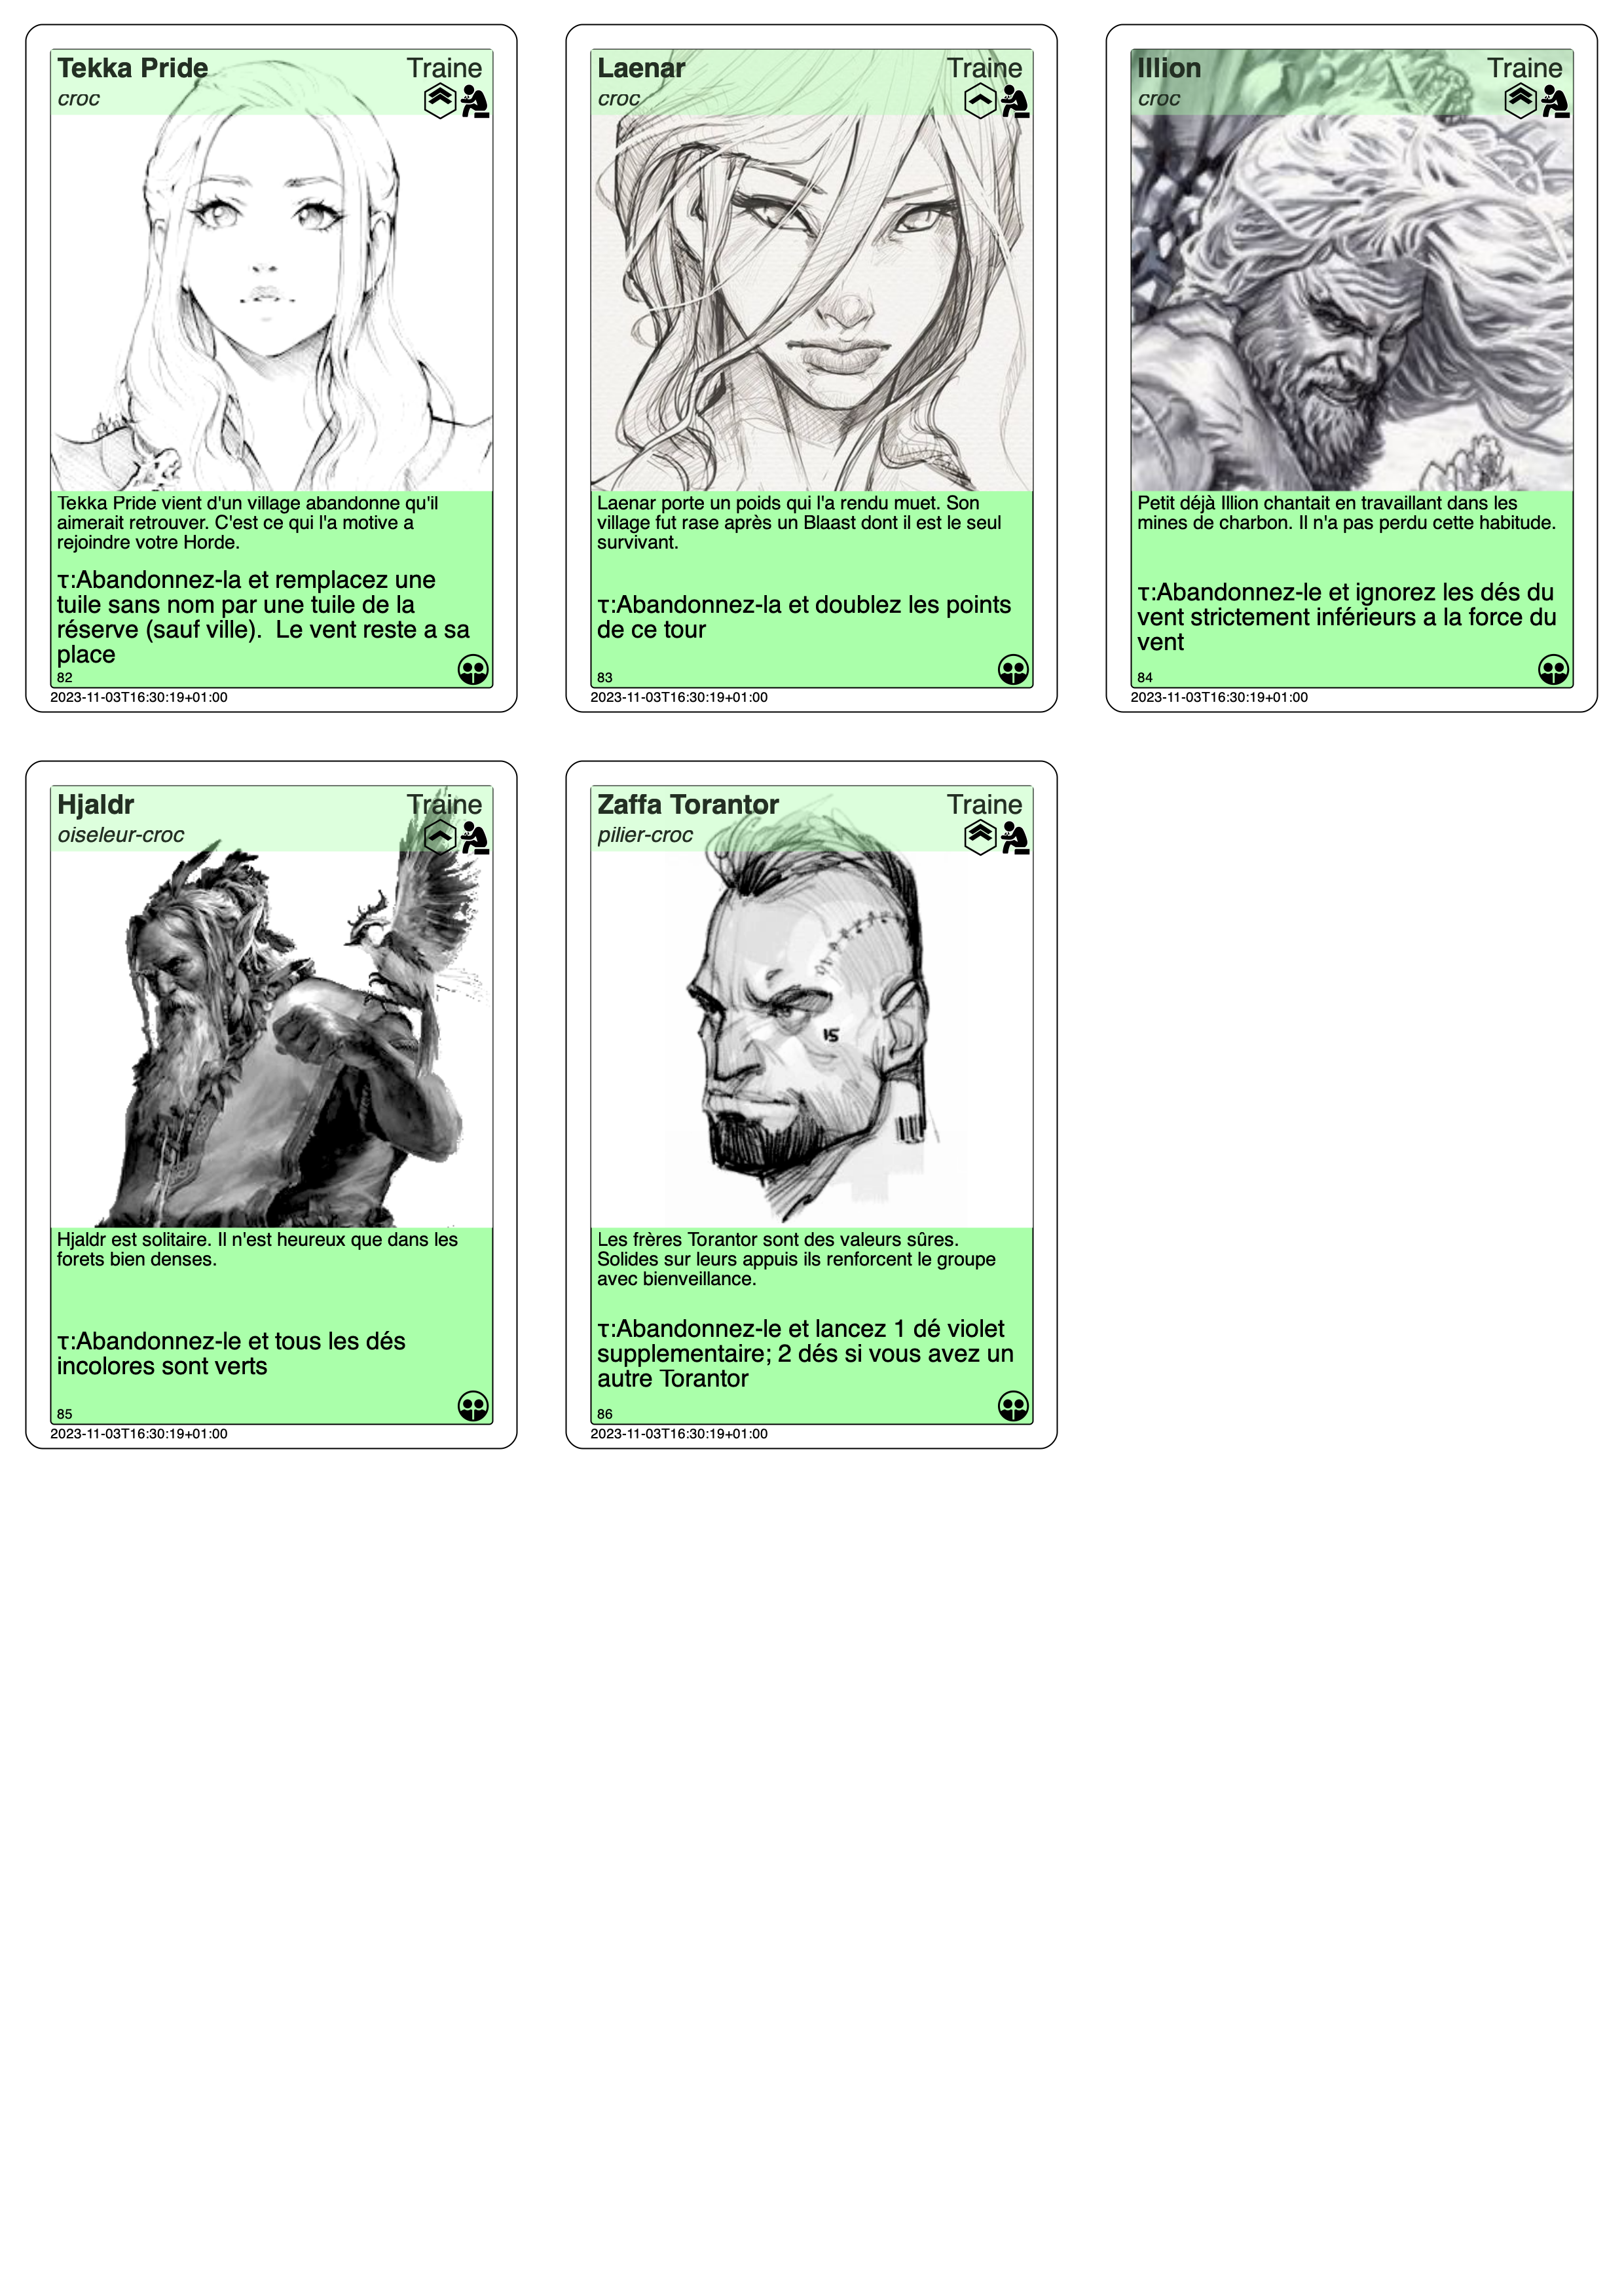 Tekka Pride Traine
croc
Tekka Pride vient d'un village abandonne qu'il
aimerait retrouver. C'est ce qui l'a motive a
rejoindre votre Horde.
τ:Abandonnez-la et remplacez une
tuile sans nom par une tuile de la
réserve (sauf ville).  Le vent reste a sa
place
82
2023-11-03T16:30:19+01:00
Laenar Traine
croc
Laenar porte un poids qui l'a rendu muet. Son
village fut rase après un Blaast dont il est le seul
survivant.
τ:Abandonnez-la et doublez les points
de ce tour
83
2023-11-03T16:30:19+01:00
Illion Traine
croc
Petit déjà Illion chantait en travaillant dans les
mines de charbon. Il n'a pas perdu cette habitude.
τ:Abandonnez-le et ignorez les dés du
vent strictement inférieurs a la force du
vent
84
2023-11-03T16:30:19+01:00
Hjaldr Traine
oiseleur-croc
Hjaldr est solitaire. Il n'est heureux que dans les
forets bien denses.
τ:Abandonnez-le et tous les dés
incolores sont verts
85
2023-11-03T16:30:19+01:00
Zaffa Torantor Traine
pilier-croc
15
Les frères Torantor sont des valeurs sûres.
Solides sur leurs appuis ils renforcent le groupe
avec bienveillance.
τ:Abandonnez-le et lancez 1 dé violet
supplementaire; 2 dés si vous avez un
autre Torantor
86
2023-11-03T16:30:19+01:00